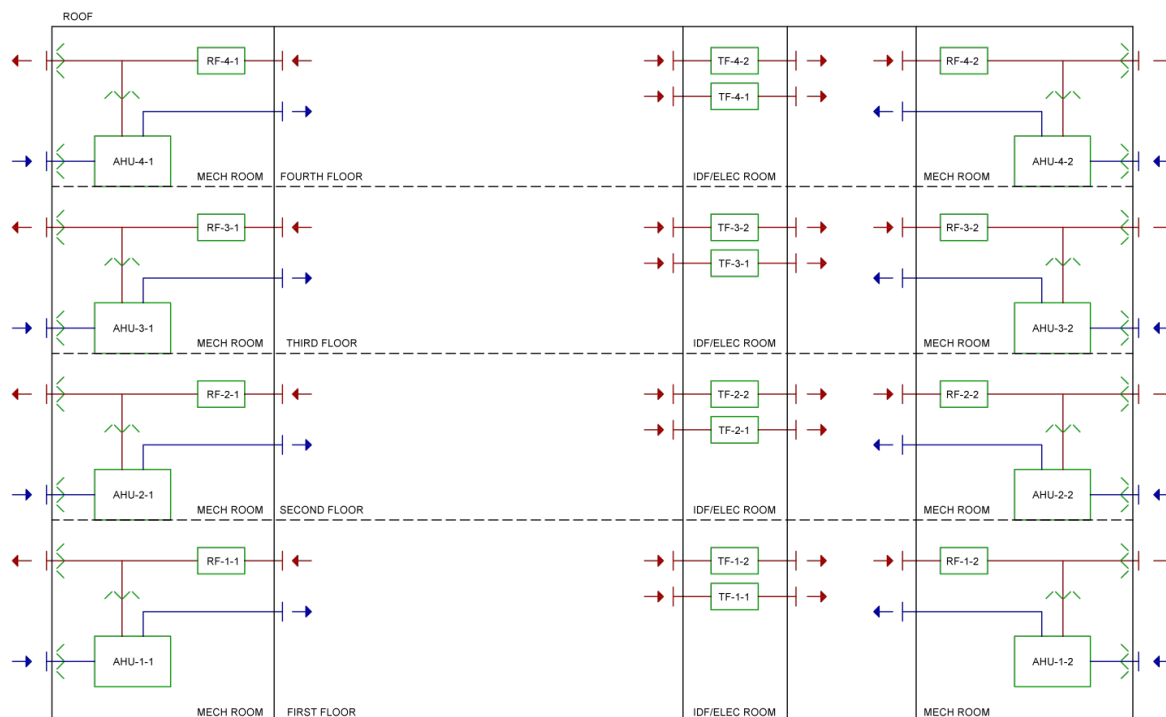 ROOF
RF-4-1 TF-4-2 RF-4-2
TF-4-1
AHU-4-1 AHU-4-2
MECH ROOM FOURTH FLOOR IDF/ELEC ROOM MECH ROOM
RF-3-1 TF-3-2 RF-3-2
TF-3-1
AHU-3-1 AHU-3-2
MECH ROOM THIRD FLOOR IDF/ELEC ROOM MECH ROOM
RF-2-1 TF-2-2 RF-2-2
TF-2-1
AHU-2-1 AHU-2-2
MECH ROOM SECOND FLOOR IDF/ELEC ROOM MECH ROOM
RF-1-1 TF-1-2 RF-1-2
TF-1-1
AHU-1-1 AHU-1-2
MECH ROOM FIRST FLOOR IDF/ELEC ROOM MECH ROOM